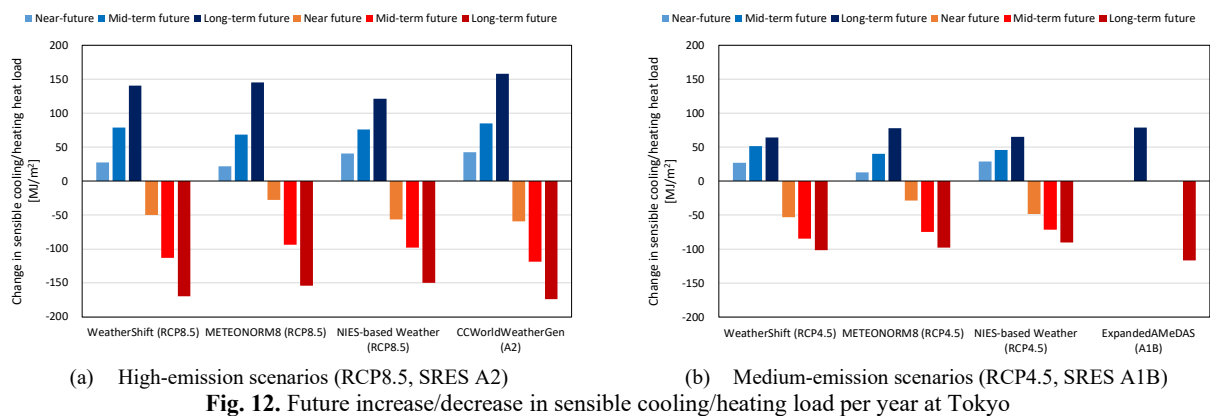 Near-future Mid-term future Long-term future Near future Mid-term future Long-term future
200
150
100
50
0
-50
-100
-150
-200
Change in sensible cooling/heating heat load
[MJ/m²]
WeatherShift (RCP8.5) METEONORM8 (RCP8.5) NIES-based Weather CCWorldWeatherGen
(RCP8.5) (A2)
(a) High-emission scenarios (RCP8.5, SRES A2)
Near-future Mid-term future Long-term future Near future Mid-term future Long-term future
200
150
100
50
0
-50
-100
-150
-200
Change in sensible cooling/heating heat load
[MJ/m²]
WeatherShift (RCP4.5) METEONORM8 (RCP4.5) NIES-based Weather ExpandedAMeDAS
(RCP4.5) (A1B)
(b) Medium-emission scenarios (RCP4.5, SRES A1B)
Fig. 12. Future increase/decrease in sensible cooling/heating load per year at Tokyo